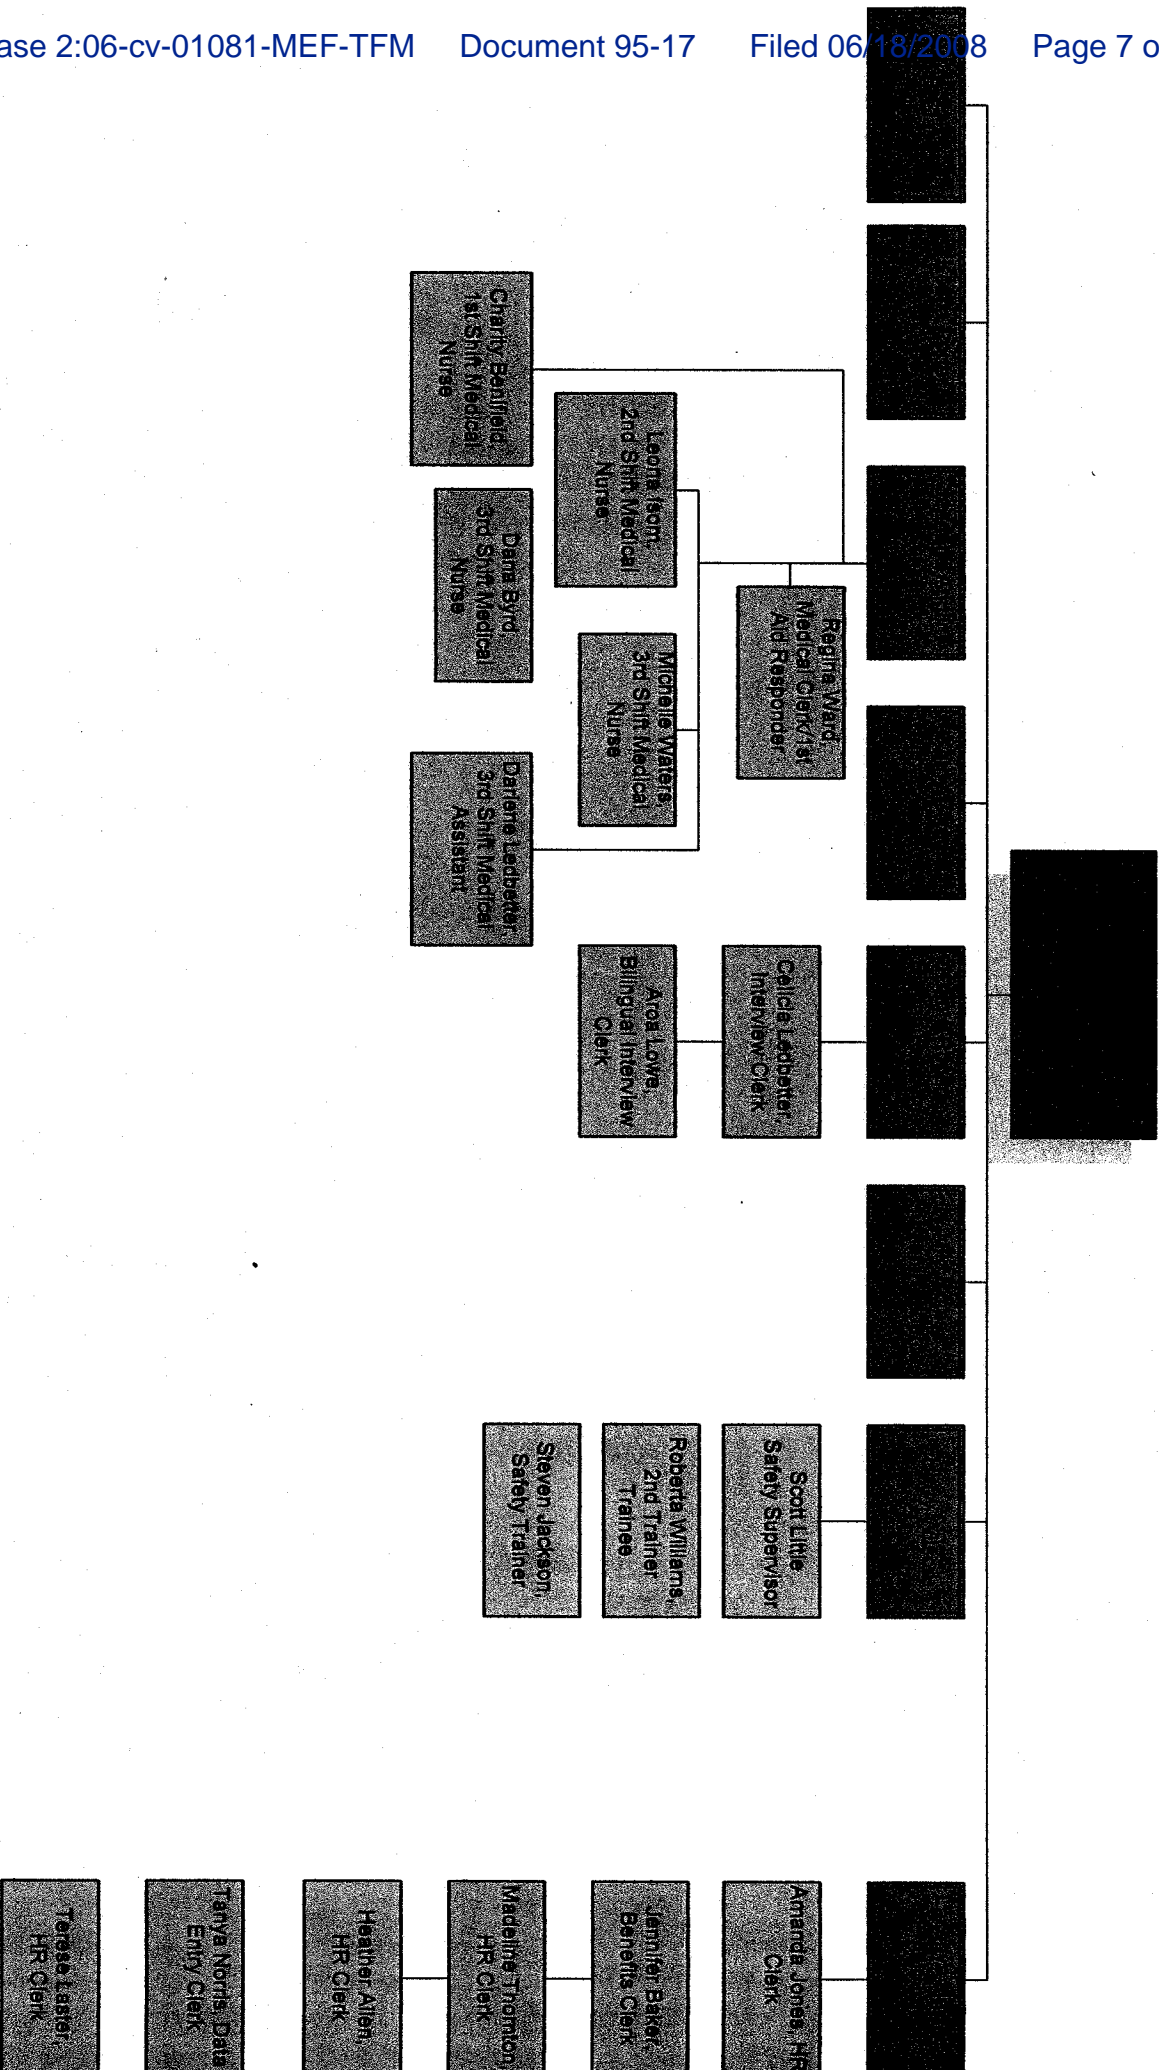 ase 2:06-cv-01081-MEF-TFM Document 95-17 Filed 06/18/2008 Page 7 o
Regina Ward,
Medical Clerk/1st
Aid Responder
Leona Isom,
2nd Shift Medical
Nurse
Michelle Waters
3rd Shift Medical
Nurse
Charity Benifield,
1st Shift Medical
Nurse
Dana Byrd,
3rd Shift Medical
Nurse
Darlene Ledbetter,
3rd Shift Medical
Assistant
Celicia Ledbetter,
Interview Clerk
Aroa Lowe,
Bilingual Interview
Clerk
Scott Little
Safety Supervisor
Roberta Williams,
2nd Trainer
Trainee
Steven Jackson,
Safety Trainer
Amanda Jones, HR
Clerk
Jennifer Baker,
Benefits Clerk
Madeline Thornton,
HR Clerk
Heather Allen,
HR Clerk
Tanya Norris, Data
Entry Clerk
Terese Laster,
HR Clerk